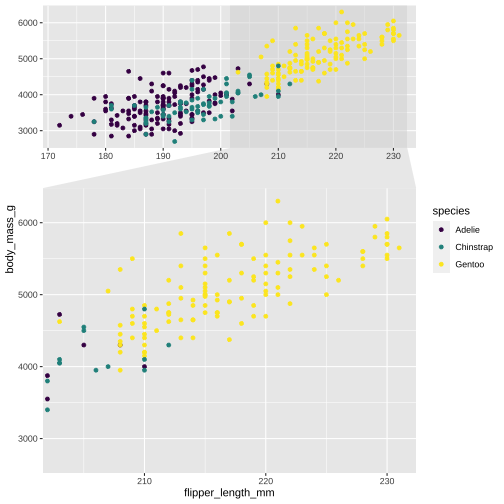 6000
5000
4000
3000
170 180 190 200 210 220 230
body_mass_g
6000
5000
4000
3000
210 220 230
flipper_length_mm
species
Adelie
Chinstrap
Gentoo